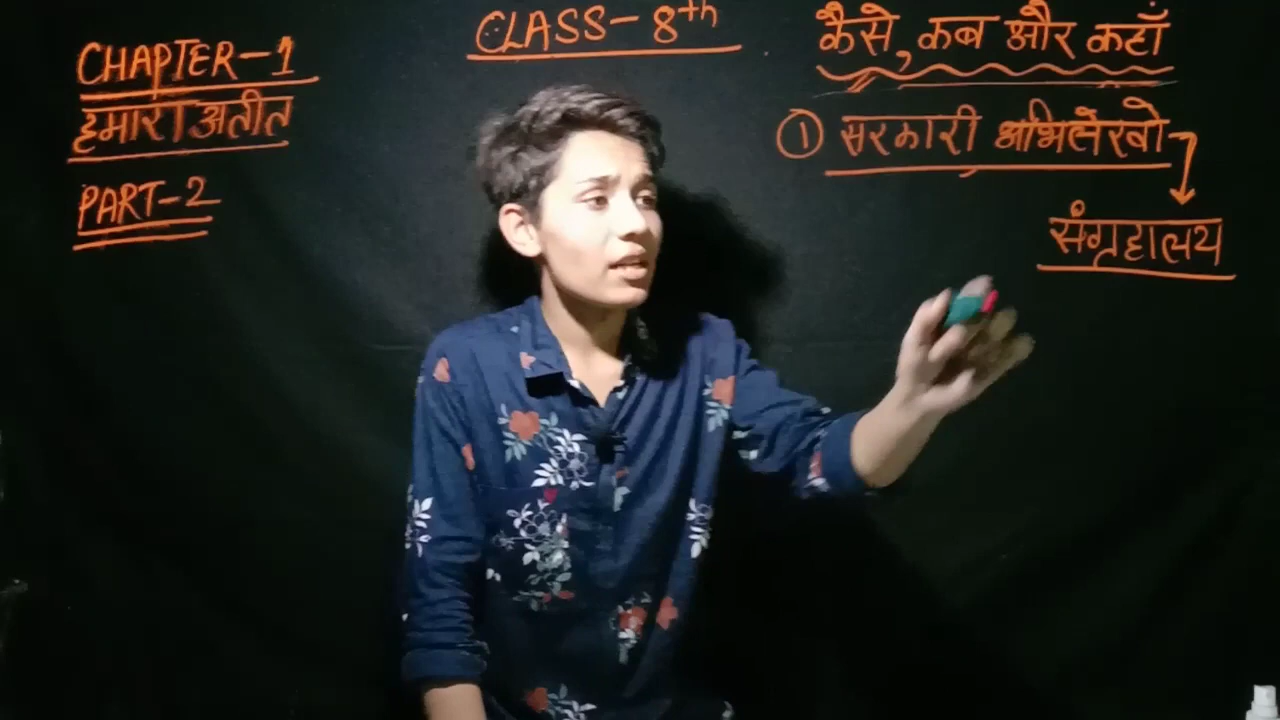 CHAPTER-1
हमारा अतीत
PART-2
CLASS-8th
कैसे, कब और कहाँ
① सरकारी अभिलेखो
संग्रहालय